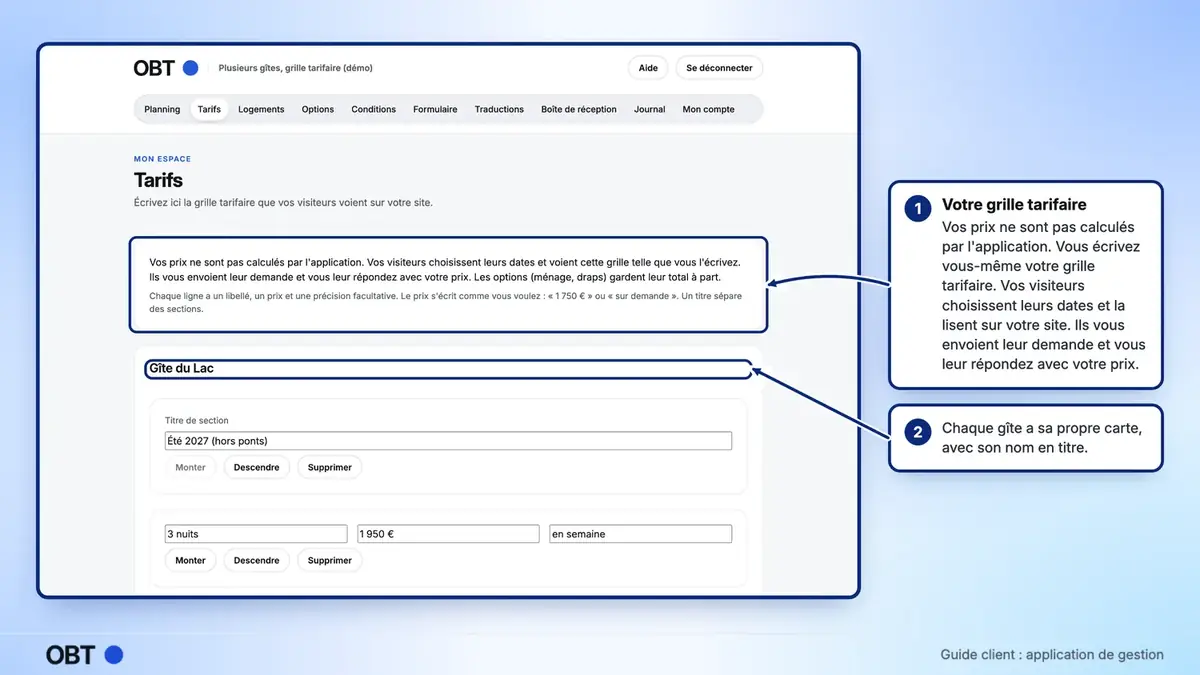 OBT
Plusieurs gîtes, grille tarifaire (démo)
Aide
Se déconnecter
Planning
Tarifs
Logements
Options
Conditions
Formulaire
Traductions
Boîte de réception
Journal
Mon compte
MON ESPACE
Tarifs
Écrivez ici la grille tarifaire que vos visiteurs voient sur votre site.
Vos prix ne sont pas calculés par l'application. Vos visiteurs choisissent leurs dates et voient cette grille telle que vous l'écrivez.
Ils vous envoient leur demande et vous leur répondez avec votre prix. Les options (ménage, draps) gardent leur total à part.
Chaque ligne a un libellé, un prix et une précision facultative. Le prix s'écrit comme vous voulez : « 1 750 € » ou « sur demande ». Un titre sépare
des sections.
Gîte du Lac
Titre de section
Été 2027 (hors ponts)
Monter
Descendre
Supprimer
3 nuits
1 950 €
en semaine
Monter
Descendre
Supprimer
1
Votre grille tarifaire
Vos prix ne sont pas calculés
par l'application. Vous écrivez
vous-même votre grille
tarifaire. Vos visiteurs
choisissent leurs dates et la
lisent sur votre site. Ils vous
envoient leur demande et vous
leur répondez avec votre prix.
2
Chaque gîte a sa propre carte,
avec son nom en titre.
OBT
Guide client : application de gestion